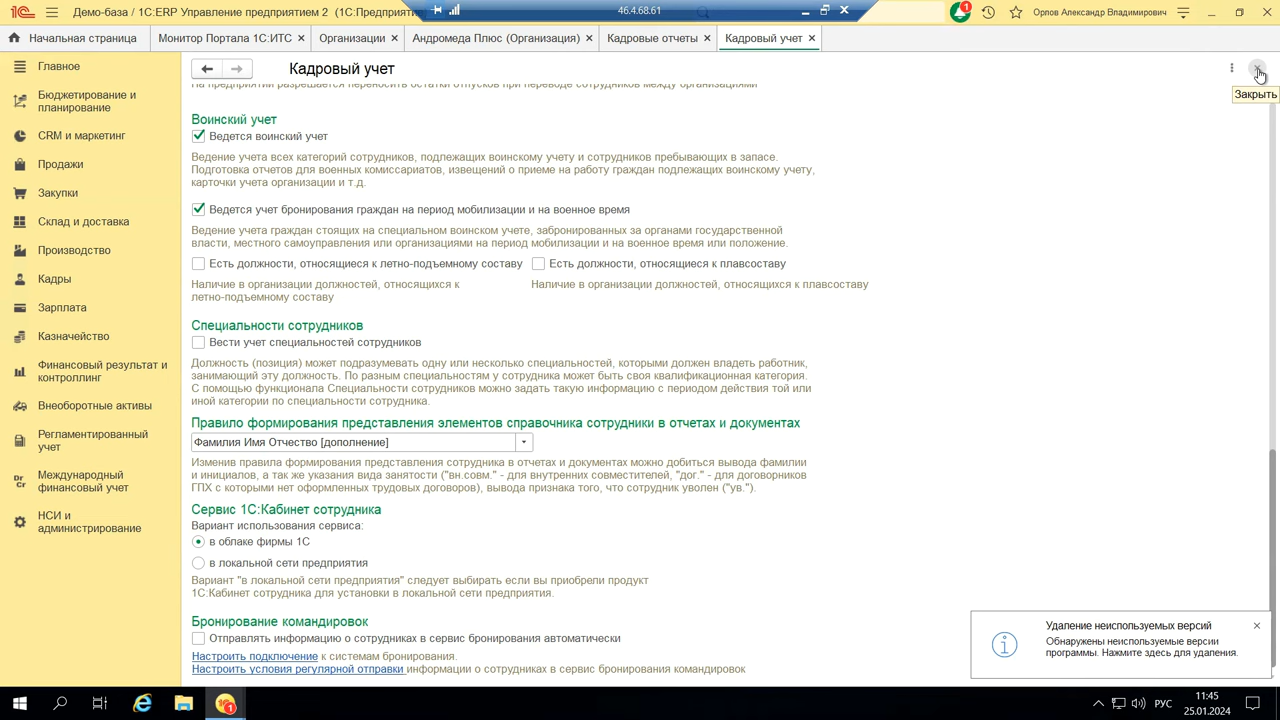 Демо-база / 1С:ERP Управление предприятием 2 (1С:Предприяти
46.4.68.61
1
Орлов Александр Владимирович
Начальная страница
Монитор Портала 1С:ИТС
Организации
Андромеда Плюс (Организация)
Кадровые отчеты
Кадровый учет
Главное
Бюджетирование и
планирование
CRM и маркетинг
Продажи
Закупки
Склад и доставка
Производство
Кадры
Зарплата
Казначейство
Финансовый результат и
контроллинг
Внеоборотные активы
Регламентированный
учет
Международный
финансовый учет
НСИ и
администрирование
Кадровый учет
Закрыть
На предприятии разрешается переносить остатки отпусков при переводе сотрудников между организациями
Воинский учет
Ведется воинский учет
Ведение учета всех категорий сотрудников, подлежащих воинскому учету и сотрудников пребывающих в запасе.
Подготовка отчетов для военных комиссариатов, извещений о приеме на работу граждан подлежащих воинскому учету,
карточки учета организации и т.д.
Ведется учет бронирования граждан на период мобилизации и на военное время
Ведение учета граждан стоящих на специальном воинском учете, забронированных за органами государственной
власти, местного самоуправления или организациями на период мобилизации и на военное время или положение.
Есть должности, относящиеся к летно-подъемному составу
Есть должности, относящиеся к плавсоставу
Наличие в организации должностей, относящихся к
летно-подъемному составу
Наличие в организации должностей, относящихся к плавсоставу
Специальности сотрудников
Вести учет специальностей сотрудников
Должность (позиция) может подразумевать одну или несколько специальностей, которыми должен владеть работник,
занимающий эту должность. По разным специальностям у сотрудника может быть своя квалификационная категория.
С помощью функционала Специальности сотрудников можно задать такую информацию с периодом действия той или
иной категории по специальности сотрудника.
Правило формирования представления элементов справочника сотрудники в отчетах и документах
Фамилия Имя Отчество [дополнение]
Изменив правила формирования представления сотрудника в отчетах и документах можно добиться вывода фамилии
и инициалов, а так же указания вида занятости ("вн.совм." - для внутренних совместителей, "дог." - для договорников
ГПХ с которыми нет оформленных трудовых договоров), вывода признака того, что сотрудник уволен ("ув.").
Сервис 1С:Кабинет сотрудника
Вариант использования сервиса:
в облаке фирмы 1С
в локальной сети предприятия
Вариант "в локальной сети предприятия" следует выбирать если вы приобрели продукт
1С:Кабинет сотрудника для установки в локальной сети предприятия.
Бронирование командировок
Отправлять информацию о сотрудниках в сервис бронирования автоматически
Настроить подключение к системам бронирования.
Настроить условия регулярной отправки информации о сотрудников в сервис бронирования командировок
Удаление неиспользуемых версий
Обнаружены неиспользуемые версии
программы. Нажмите здесь для удаления.
РУС
11:45
25.01.2024